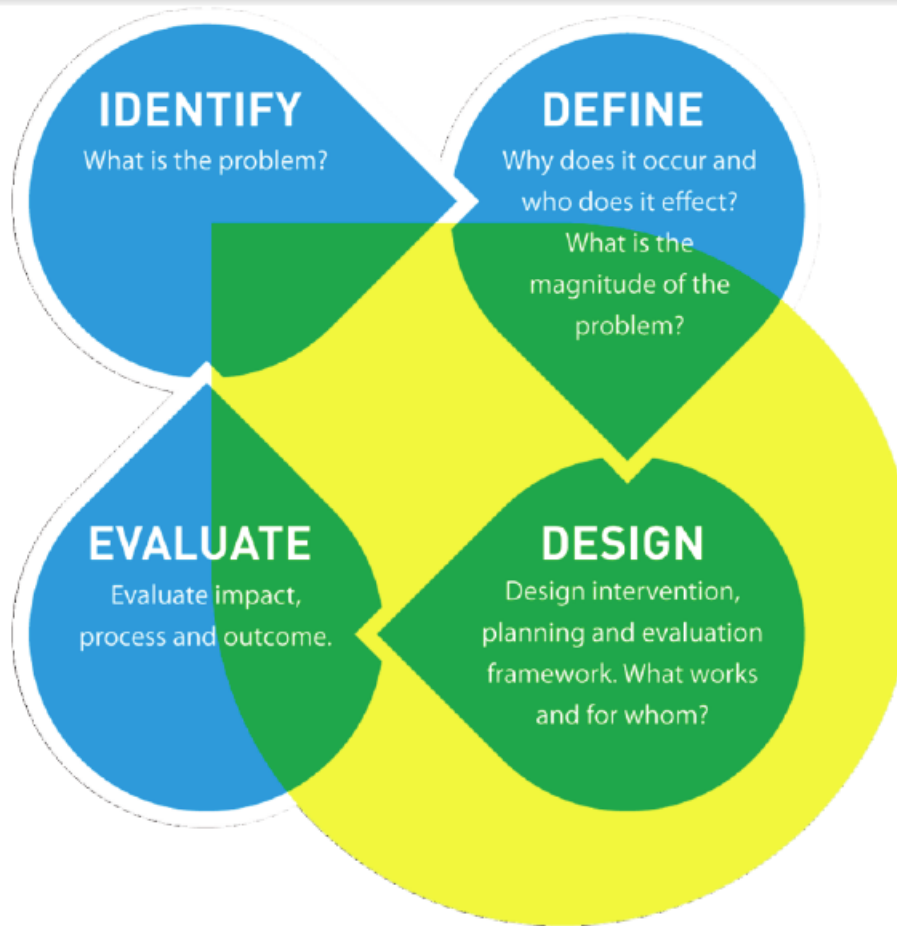 IDENTIFY
What is the problem?
DEFINE
Why does it occur and
who does it effect?
What is the
magnitude of the
problem?
EVALUATE
Evaluate impact,
process and outcome.
DESIGN
Design intervention,
planning and evaluation
framework. What works
and for whom?